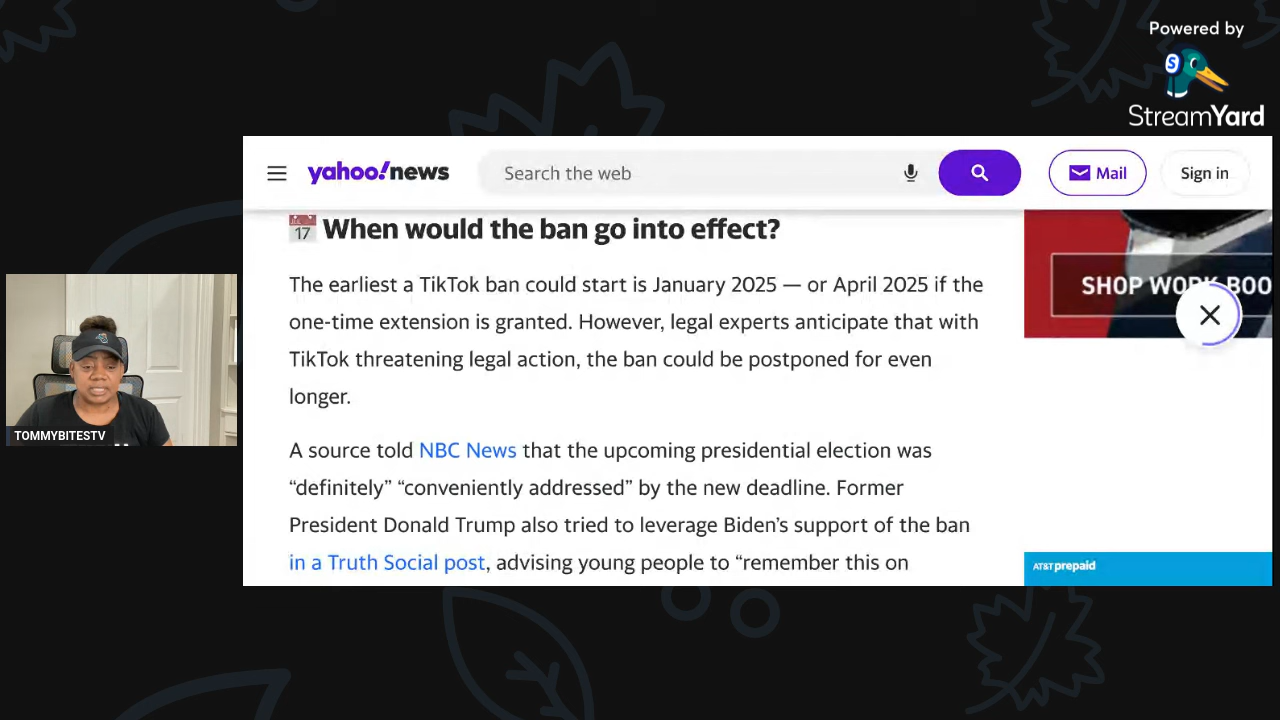 Powered by
StreamYard
yahoo!news
Search the web
Mail
Sign in
17 When would the ban go into effect?
The earliest a TikTok ban could start is January 2025 — or April 2025 if the
one-time extension is granted. However, legal experts anticipate that with
TikTok threatening legal action, the ban could be postponed for even
longer.
A source told NBC News that the upcoming presidential election was
“definitely” “conveniently addressed” by the new deadline. Former
President Donald Trump also tried to leverage Biden’s support of the ban
in a Truth Social post, advising young people to “remember this on
SHOP WORK BOO
AT&T prepaid
TOMMYBITESTV